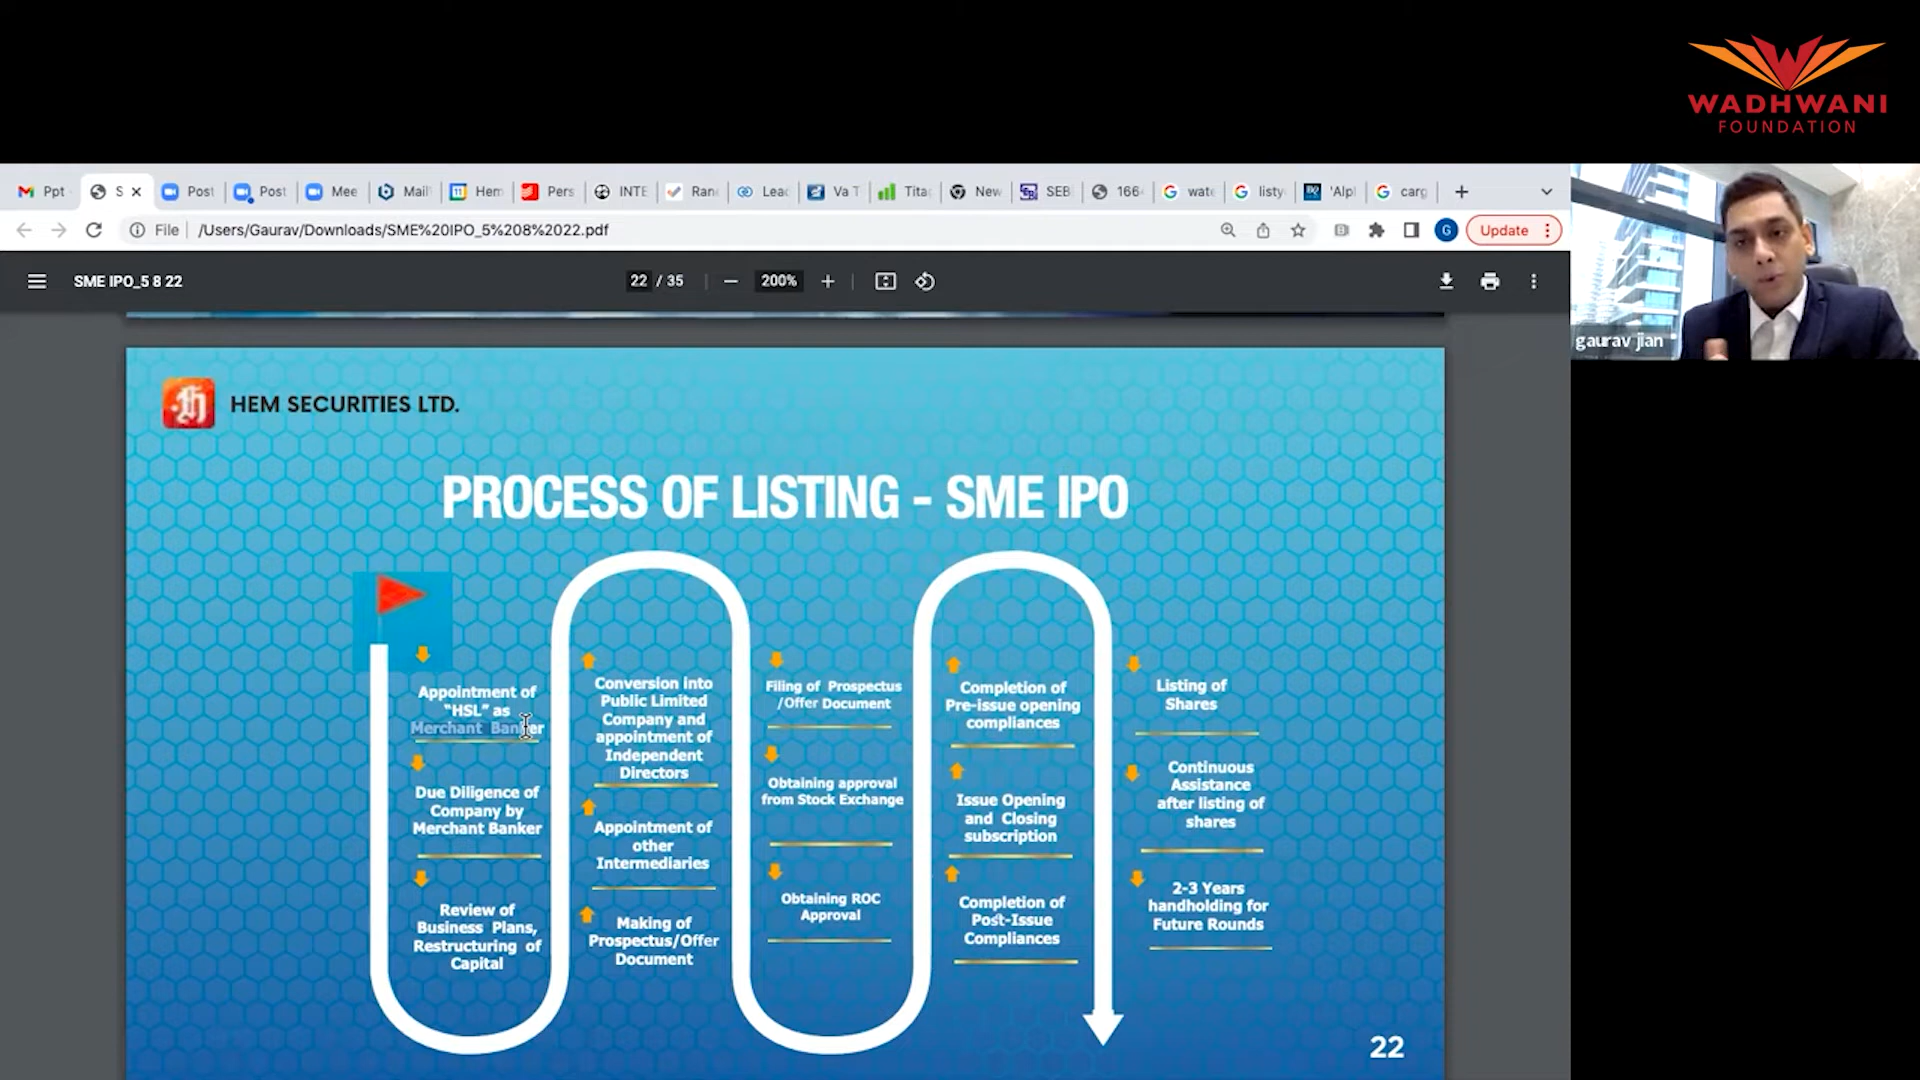 WADHWANI
FOUNDATION
Ppt
S
Post
Post
Mee
Mail
Hem
Pers
INTE
Ran
Lea
Va T
Tita
New
SEB
166
wate
listy
'Alpl
carg
File
/Users/Gaurav/Downloads/SME%20IPO_5%208%2022.pdf
G
Update
SME IPO_5 8 22
22 / 35
200%
gaurav jian
HEM SECURITIES LTD.
PROCESS OF LISTING - SME IPO
Appointment of
"HSL" as
Merchant Banker
Due Diligence of
Company by
Merchant Banker
Review of
Business Plans,
Restructuring of
Capital
Conversion into
Public Limited
Company and
appointment of
Independent
Directors
Appointment of
other
Intermediaries
Making of
Prospectus/Offer
Document
Filing of Prospectus
/Offer Document
Obtaining approval
from Stock Exchange
Obtaining ROC
Approval
Completion of
Pre-issue opening
compliances
Issue Opening
and Closing
subscription
Completion of
Post-Issue
Compliances
Listing of
Shares
Continuous
Assistance
after listing of
shares
2-3 Years
handholding for
Future Rounds
22